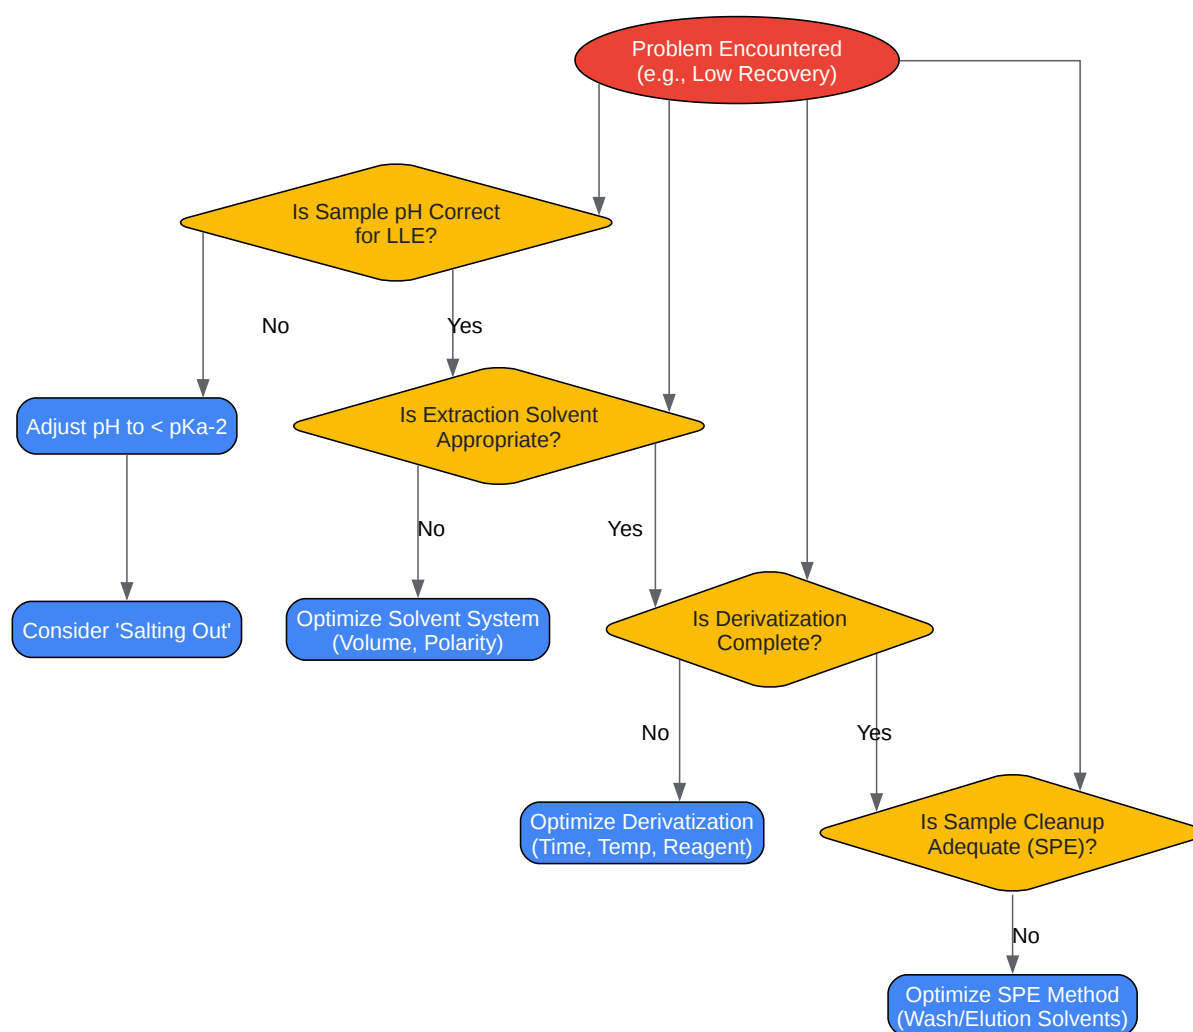 Problem Encountered
(e.g., Low Recovery)
Is Sample pH Correct
for LLE?
No
Yes
Adjust pH to < pKa-2
Is Extraction Solvent
Appropriate?
No
Yes
Consider 'Salting Out'
Optimize Solvent System
(Volume, Polarity)
Is Derivatization
Complete?
No
Yes
Optimize Derivatization
(Time, Temp, Reagent)
Is Sample Cleanup
Adequate (SPE)?
No
Optimize SPE Method
(Wash/Elution Solvents)